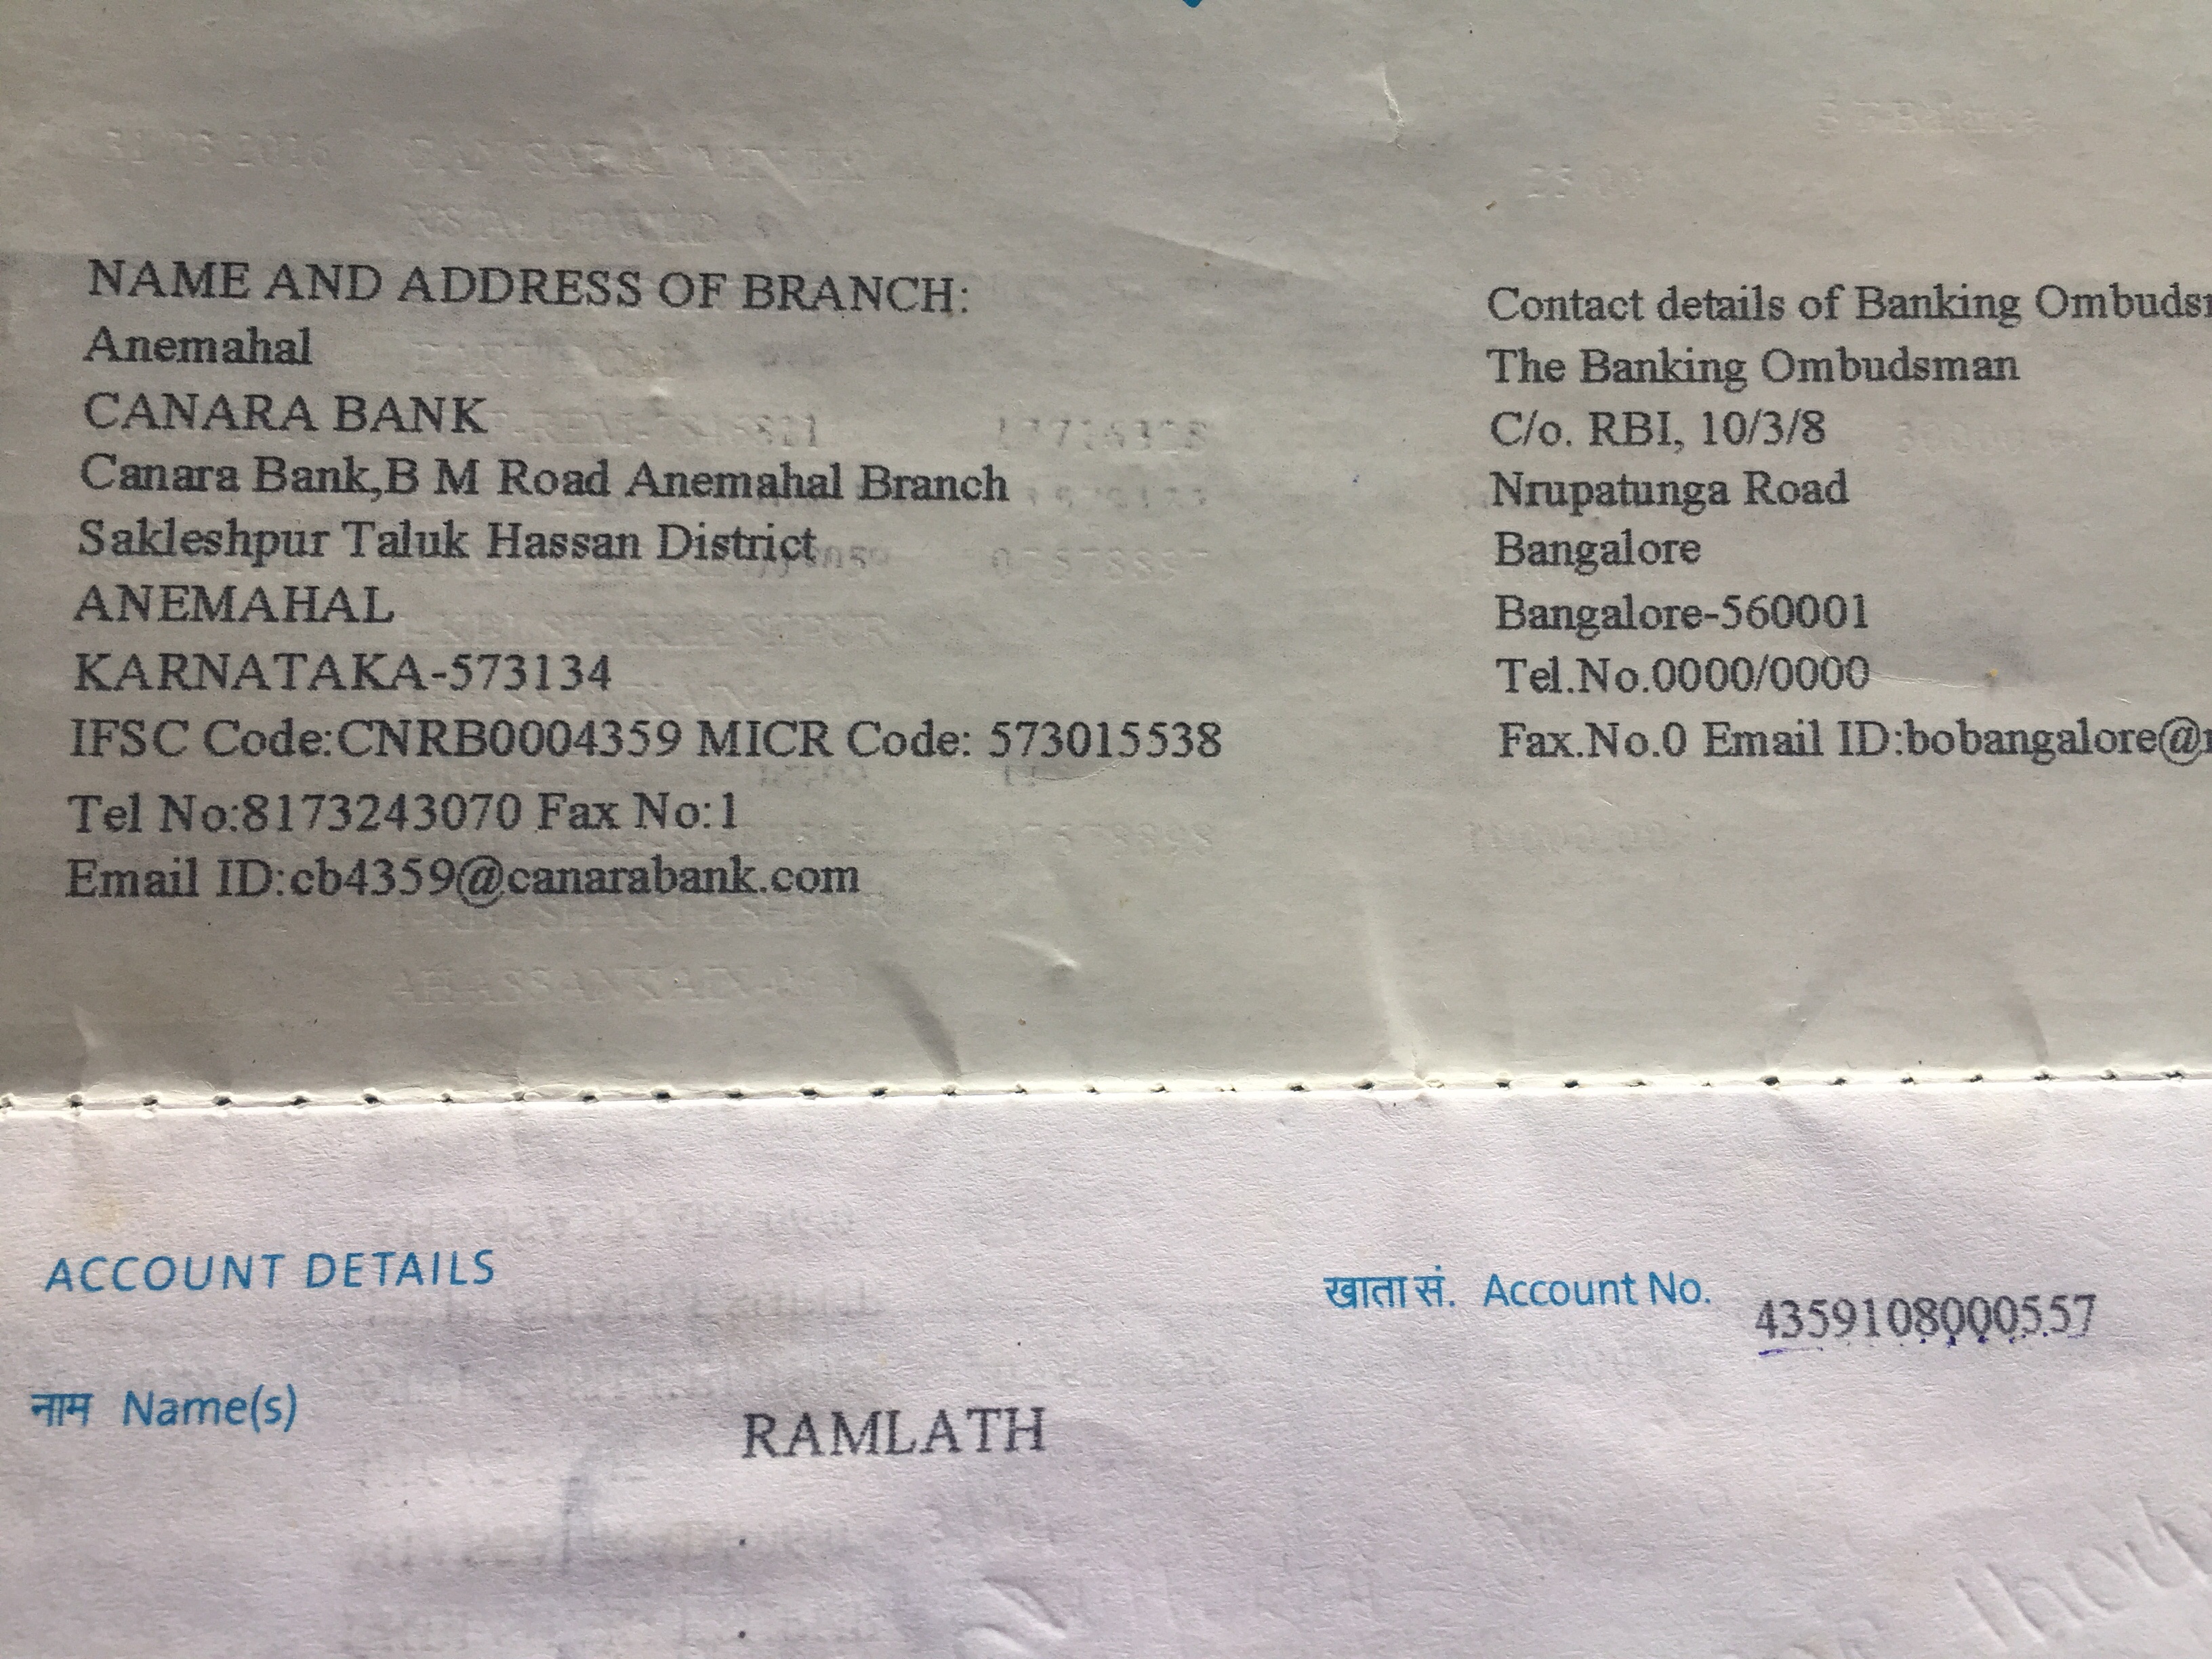 NAME AND ADDRESS OF BRANCH:
Anemahal
CANARA BANK
Canara Bank,B M Road Anemahal Branch
Sakleshpur Taluk Hassan District
ANEMAHAL
KARNATAKA-573134
IFSC Code:CNRB0004359 MICR Code: 573015538
Tel No:8173243070 Fax No:1
Email ID:cb4359@canarabank.com
Contact details of Banking
The Banking Ombudsman
C/o. RBI, 10/3/8
Nrupatunga Road
Bangalore
Bangalore-560001
Tel.No.0000/0000
Fax.No.0 Email ID:bobangalore@
ACCOUNT DETAILS
खाता सं. Account No. 4359108000557
नाम Name(s)
RAMLATH